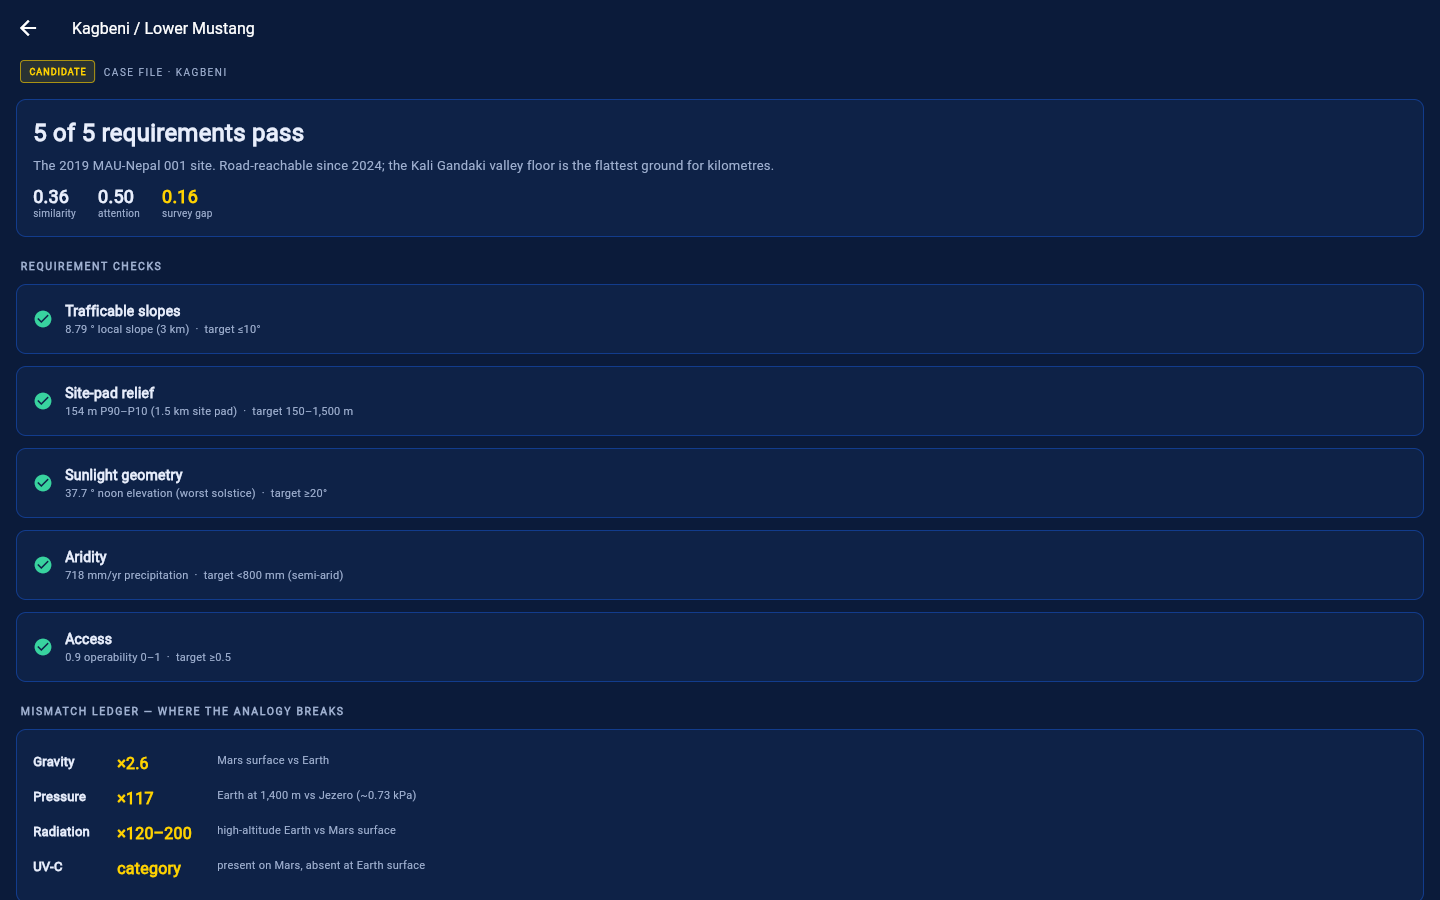 Kagbeni / Lower Mustang
CANDIDATE CASE FILE · KAGBENI
5 of 5 requirements pass
The 2019 MAU-Nepal 001 site. Road-reachable since 2024; the Kali Gandaki valley floor is the flattest ground for kilometres.
0.36 0.50 0.16
similarity attention survey gap
REQUIREMENT CHECKS
Trafficable slopes
8.79 ° local slope (3 km) · target ≤10°
Site-pad relief
154 m P90–P10 (1.5 km site pad) · target 150–1,500 m
Sunlight geometry
37.7 ° noon elevation (worst solstice) · target ≥20°
Aridity
718 mm/yr precipitation · target <800 mm (semi-arid)
Access
0.9 operability 0–1 · target ≥0.5
MISMATCH LEDGER — WHERE THE ANALOGY BREAKS
Gravity ×2.6 Mars surface vs Earth
Pressure ×117 Earth at 1,400 m vs Jezero (~0.73 kPa)
Radiation ×120–200 high-altitude Earth vs Mars surface
UV-C category present on Mars, absent at Earth surface